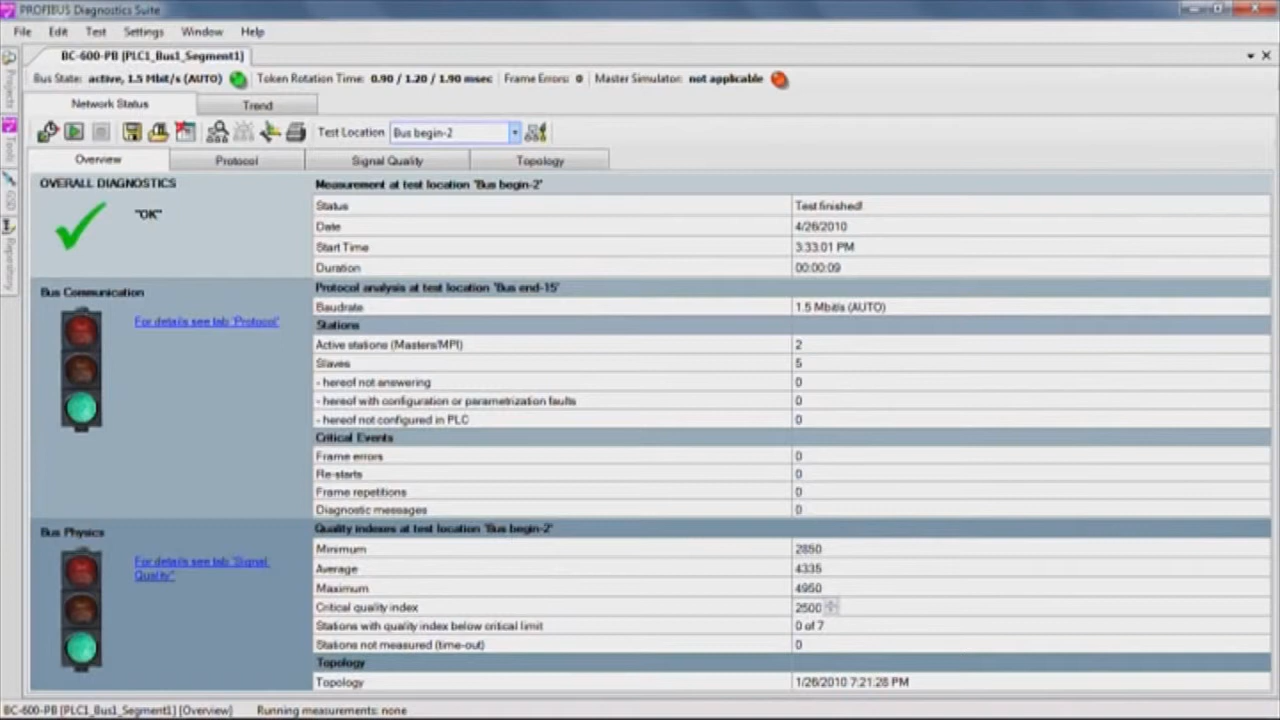 PROFIBUS Diagnostics Suite
File Edit Test Settings Window Help
BC-600-PB [PLC1_Bus1_Segment1]
Bus State: active, 1.5 Mbit/s (AUTO) Token Rotation Time: 0.90 / 1.20 / 1.90 msec Frame Errors: 0 Master Simulator: not applicable
Network Status Trend
Test Location Bus begin-2
Overview Protocol Signal Quality Topology
Projects
Tools
GSD
Repository
OVERALL DIAGNOSTICS
"OK"
Measurement at test location 'Bus begin-2'
Status Test finished!
Date 4/26/2010
Start Time 3:33:01 PM
Duration 00:00:09
Bus Communication
For details see tab 'Protocol'
Protocol analysis at test location 'Bus end-15'
Baudrate 1.5 Mbit/s (AUTO)
Stations
Active stations (Masters/MPI) 2
Slaves 5
- hereof not answering 0
- hereof with configuration or parametrization faults 0
- hereof not configured in PLC 0
Critical Events
Frame errors 0
Re-starts 0
Frame repetitions 0
Diagnostic messages 0
Bus Physics
For details see tab 'Signal
Quality'
Quality indexes at test location 'Bus begin-2'
Minimum 2850
Average 4335
Maximum 4950
Critical quality index 2500
Stations with quality index below critical limit 0 of 7
Stations not measured (time-out) 0
Topology
Topology 1/26/2010 7:21:28 PM
BC-600-PB [PLC1_Bus1_Segment1] [Overview] Running measurements: none